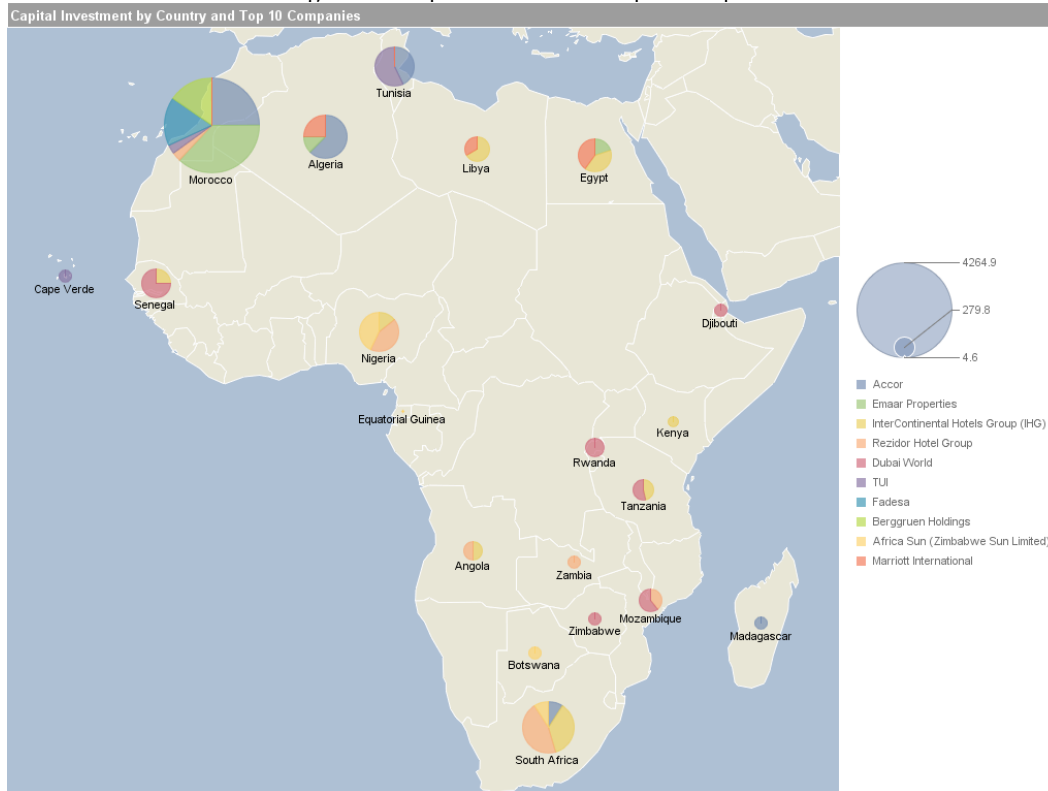 Capital Investment by Country and Top 10 Companies
Tunisia
Morocco
Algeria
Libya
Egypt
Cape Verde
Senegal
Djibouti
Nigeria
Equatorial Guinea
Kenya
Rwanda
Tanzania
Angola
Zambia
Mozambique
Zimbabwe
Madagascar
Botswana
South Africa
4264.9
279.8
4.6
Accor
Emaar Properties
InterContinental Hotels Group (IHG)
Rezidor Hotel Group
Dubai World
TUI
Fadesa
Berggruen Holdings
Africa Sun (Zimbabwe Sun Limited)
Marriott International